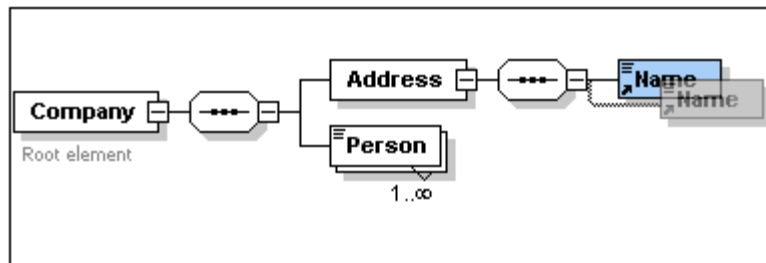 Company
Root element
Address
Name
Name
Person
1..∞